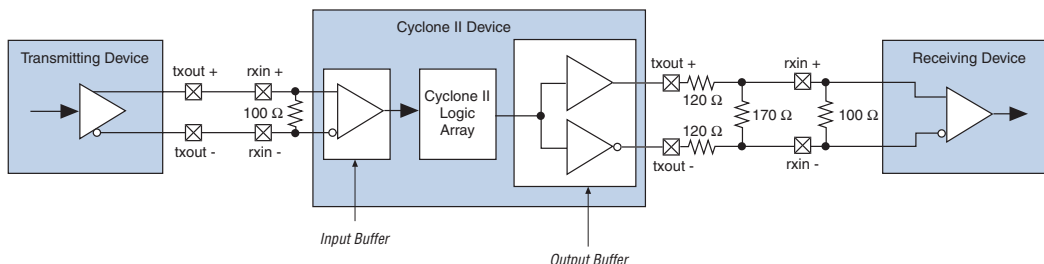 Cyclone II Device
Transmitting Device
txout +
rxin +
100 Ω
txout -
rxin -
Cyclone II
Logic
Array
txout +
120 Ω
120 Ω
txout -
170 Ω
rxin +
100 Ω
rxin -
Receiving Device
Input Buffer
Output Buffer